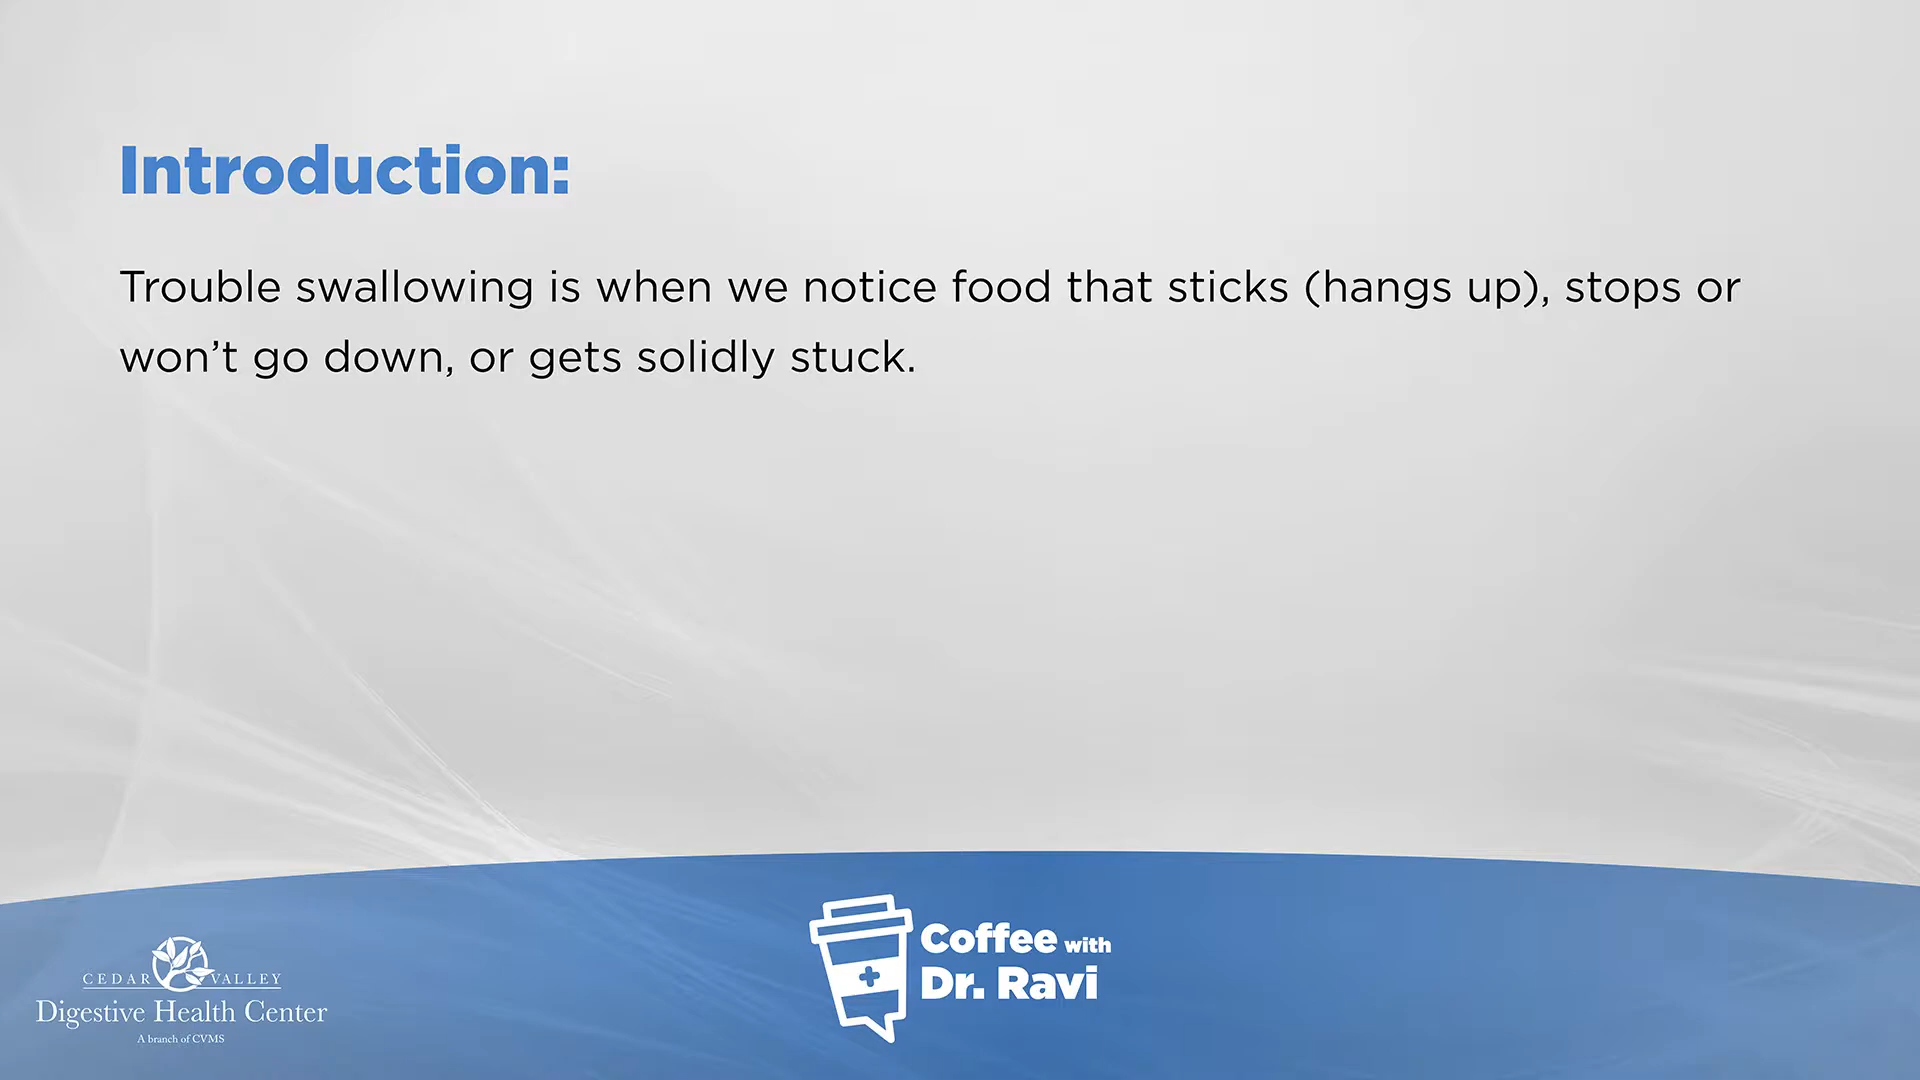 Introduction:
Trouble swallowing is when we notice food that sticks (hangs up), stops or
won’t go down, or gets solidly stuck.
CEDAR VALLEY
Digestive Health Center
A branch of CVMS
Coffee with
Dr. Ravi